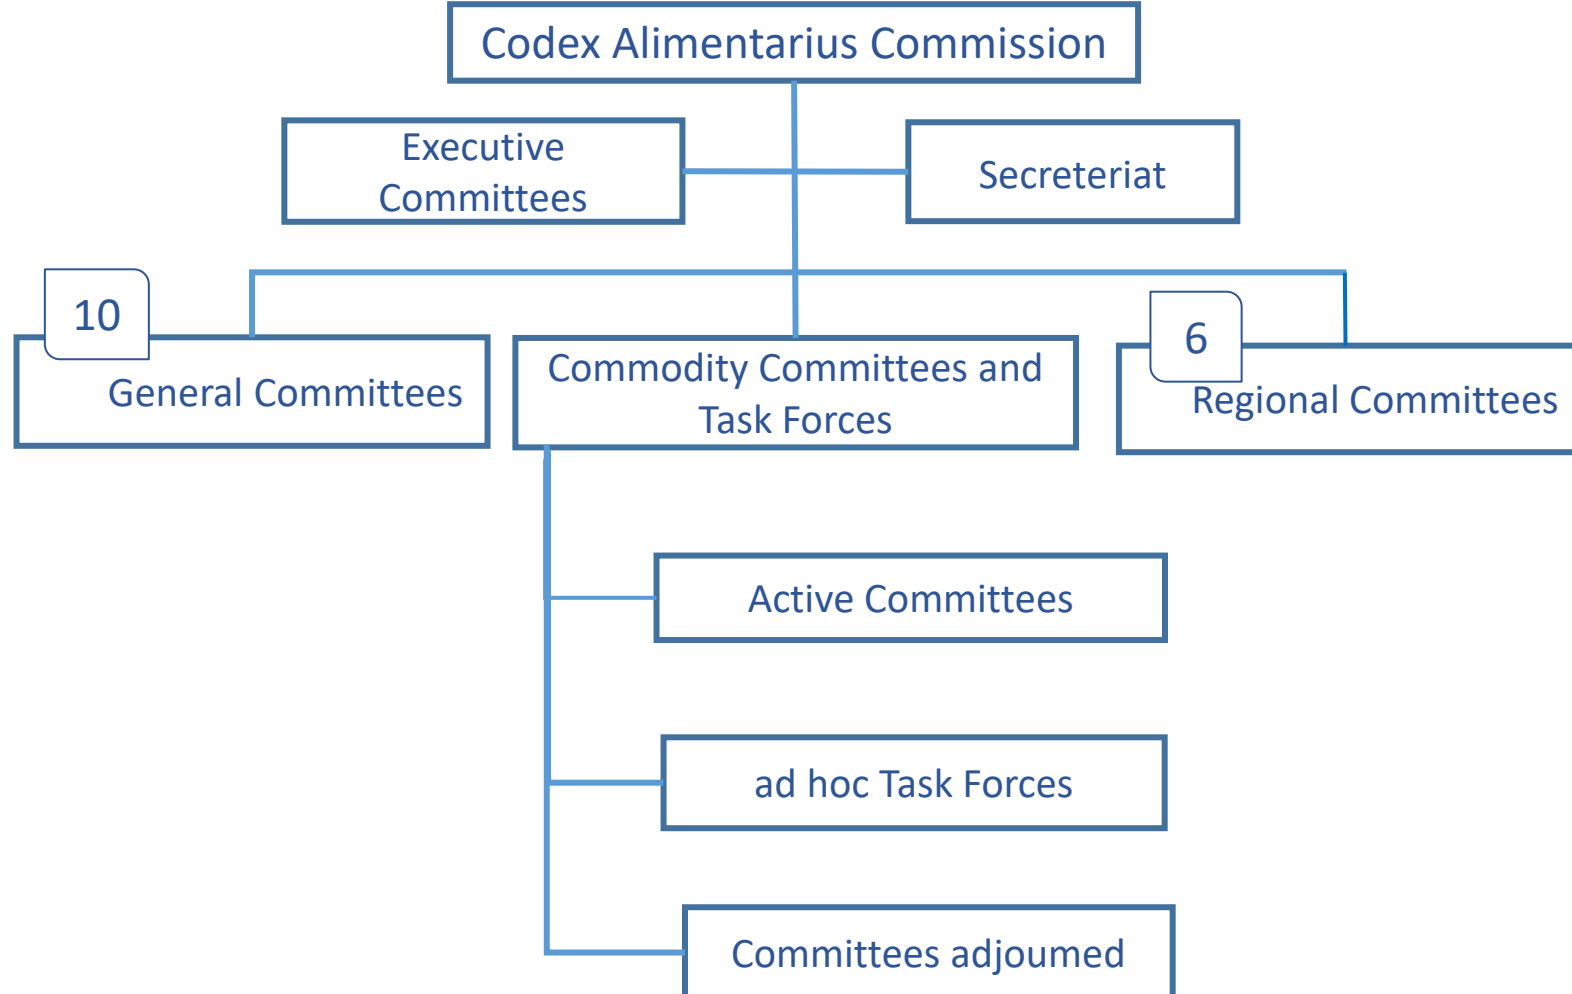 Codex Alimentarius Commission
Executive
Committees
Secreteriat
10
General Committees
Commodity Committees and
Task Forces
6
Regional Committees
Active Committees
ad hoc Task Forces
Committees adjoumed